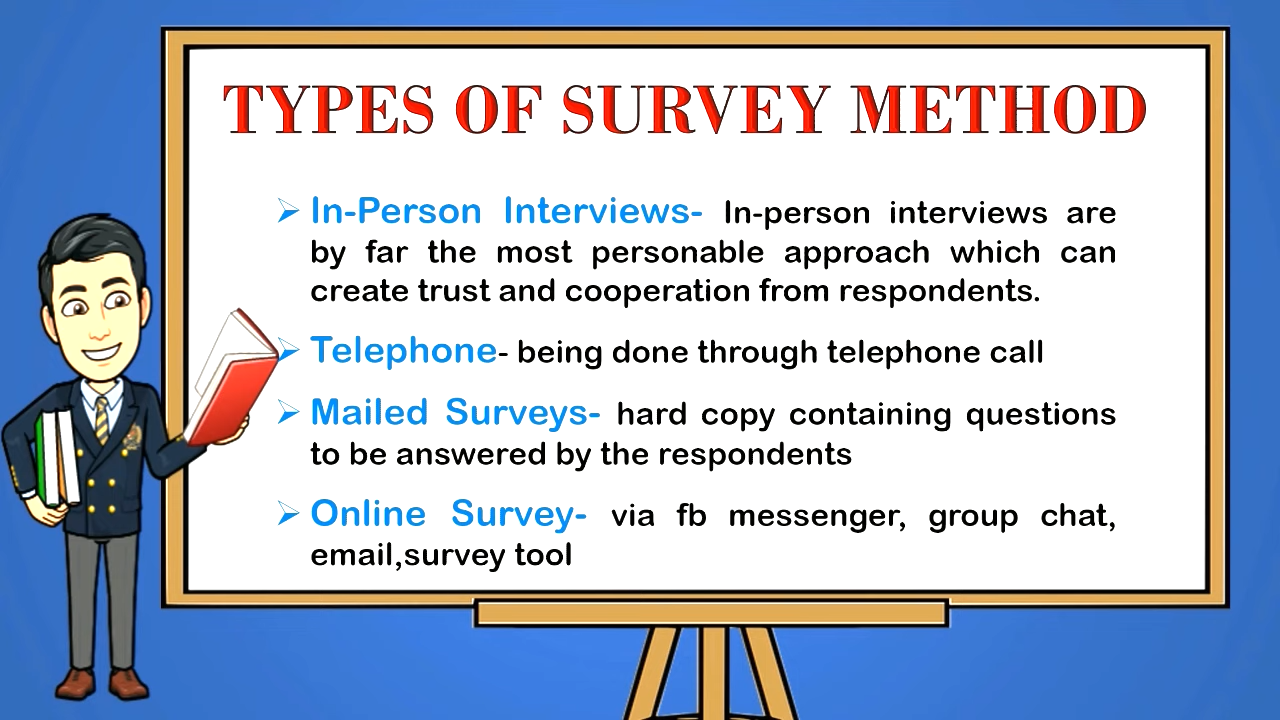 TYPES OF SURVEY METHOD
In-Person Interviews- In-person interviews are
by far the most personable approach which can
create trust and cooperation from respondents.
Telephone- being done through telephone call
Mailed Surveys- hard copy containing questions
to be answered by the respondents
Online Survey- via fb messenger, group chat,
email,survey tool